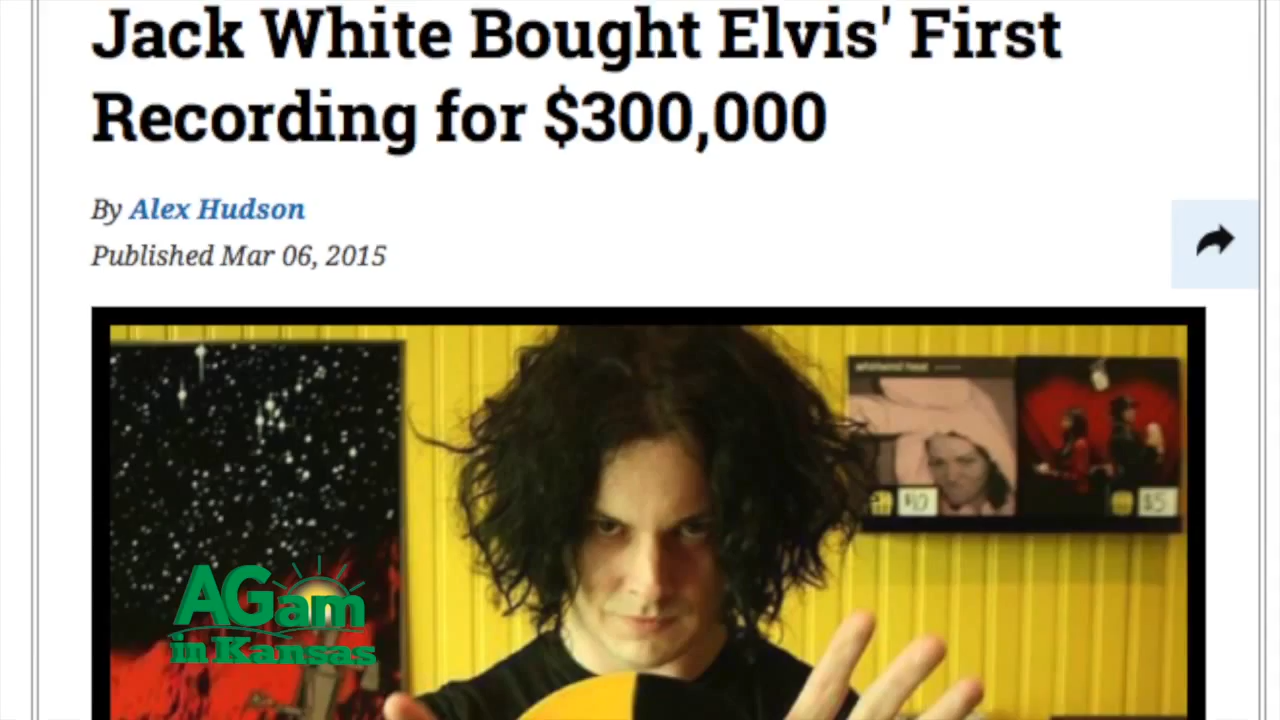 Jack White Bought Elvis' First
Recording for $300,000
By Alex Hudson
Published Mar 06, 2015
$10
$5
AGam
in Kansas